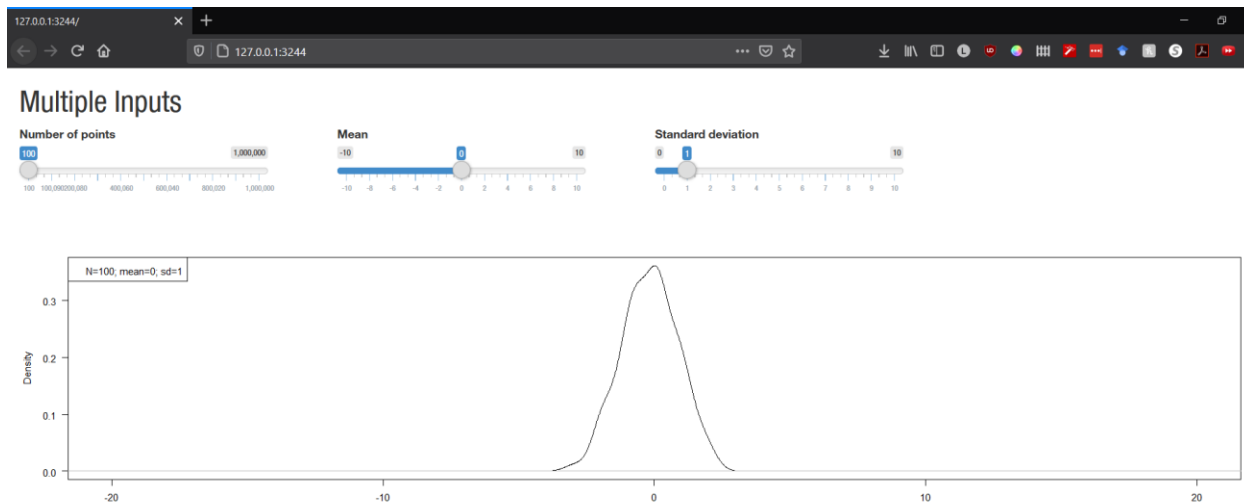 127.0.0.1:3244/
127.0.0.1:3244
Multiple Inputs
Number of points Mean Standard deviation
100 1,000,000 -10 0 10 0 1 10
100 100,090200,080 400,060 600,040 800,020 1,000,000 -10 -8 -6 -4 -2 0 2 4 6 8 10 0 1 2 3 4 5 6 7 8 9 10
N=100; mean=0; sd=1
0.3
0.2
Density
0.1
0.0
-20 -10 0 10 20